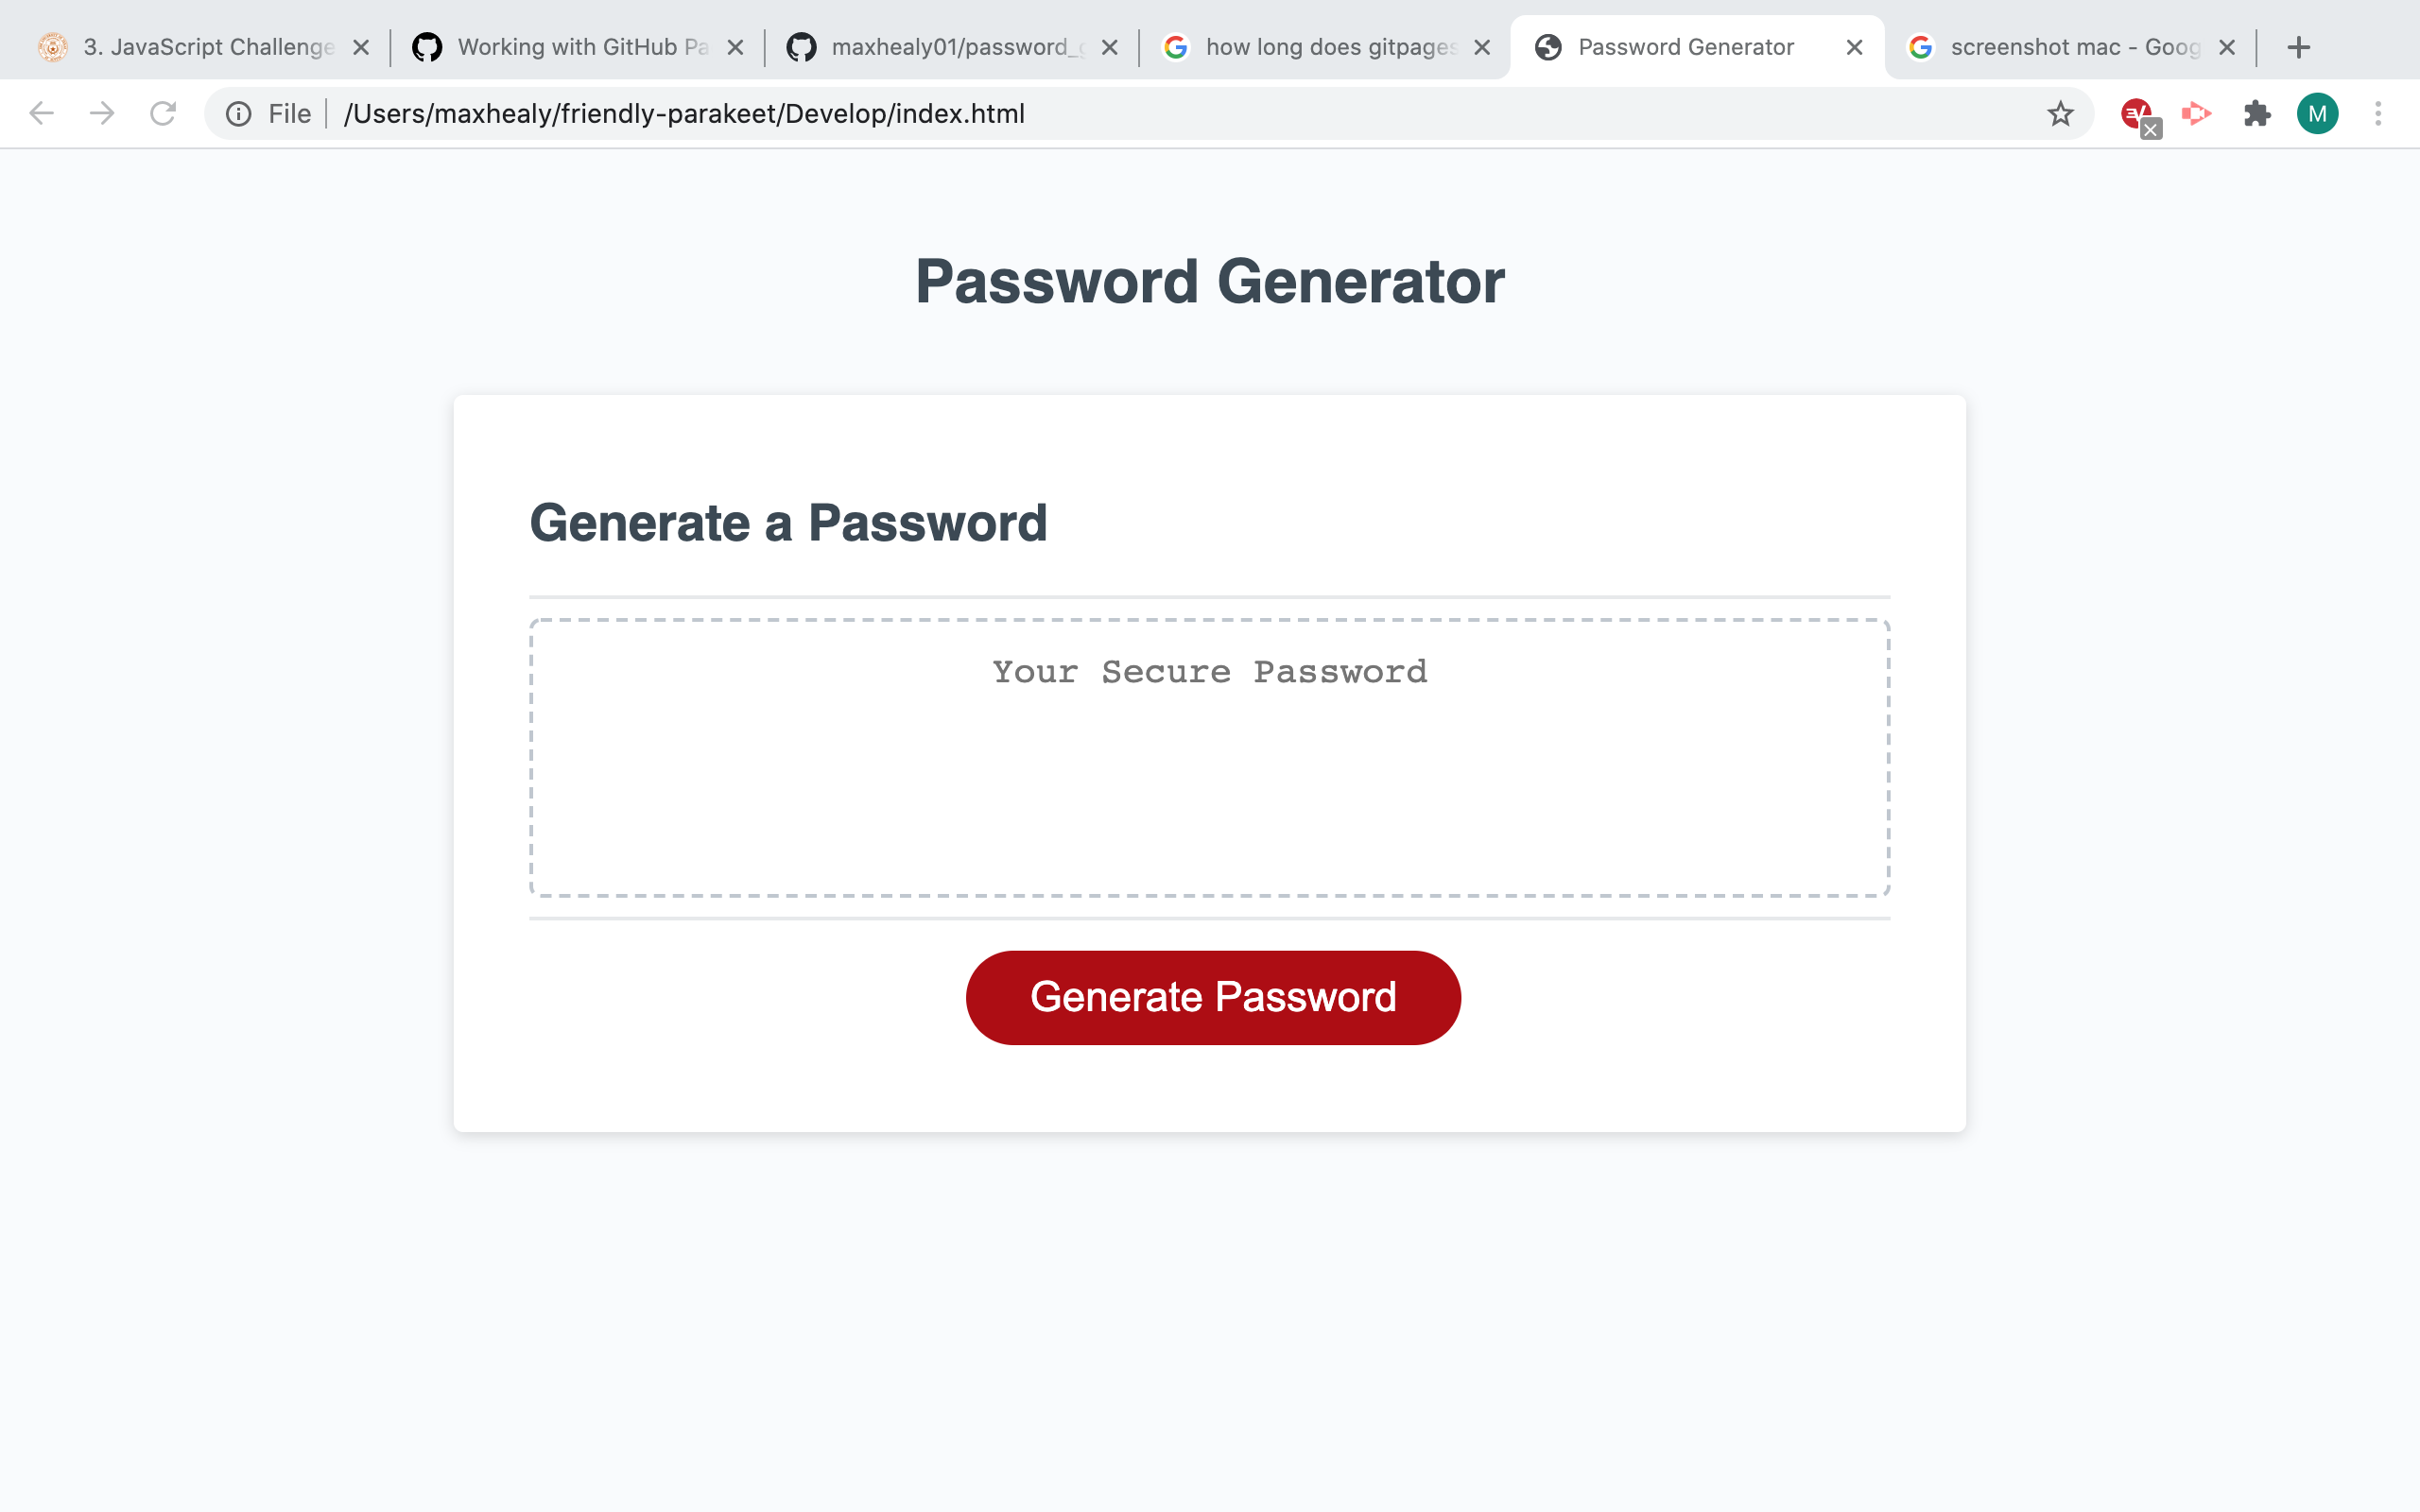 3. JavaScript Challenge
Working with GitHub Pa
maxhealy01/password_g
how long does gitpages
Password Generator
screenshot mac - Goog
File
/Users/maxhealy/friendly-parakeet/Develop/index.html
M
Password Generator
Generate a Password
Your Secure Password
Generate Password